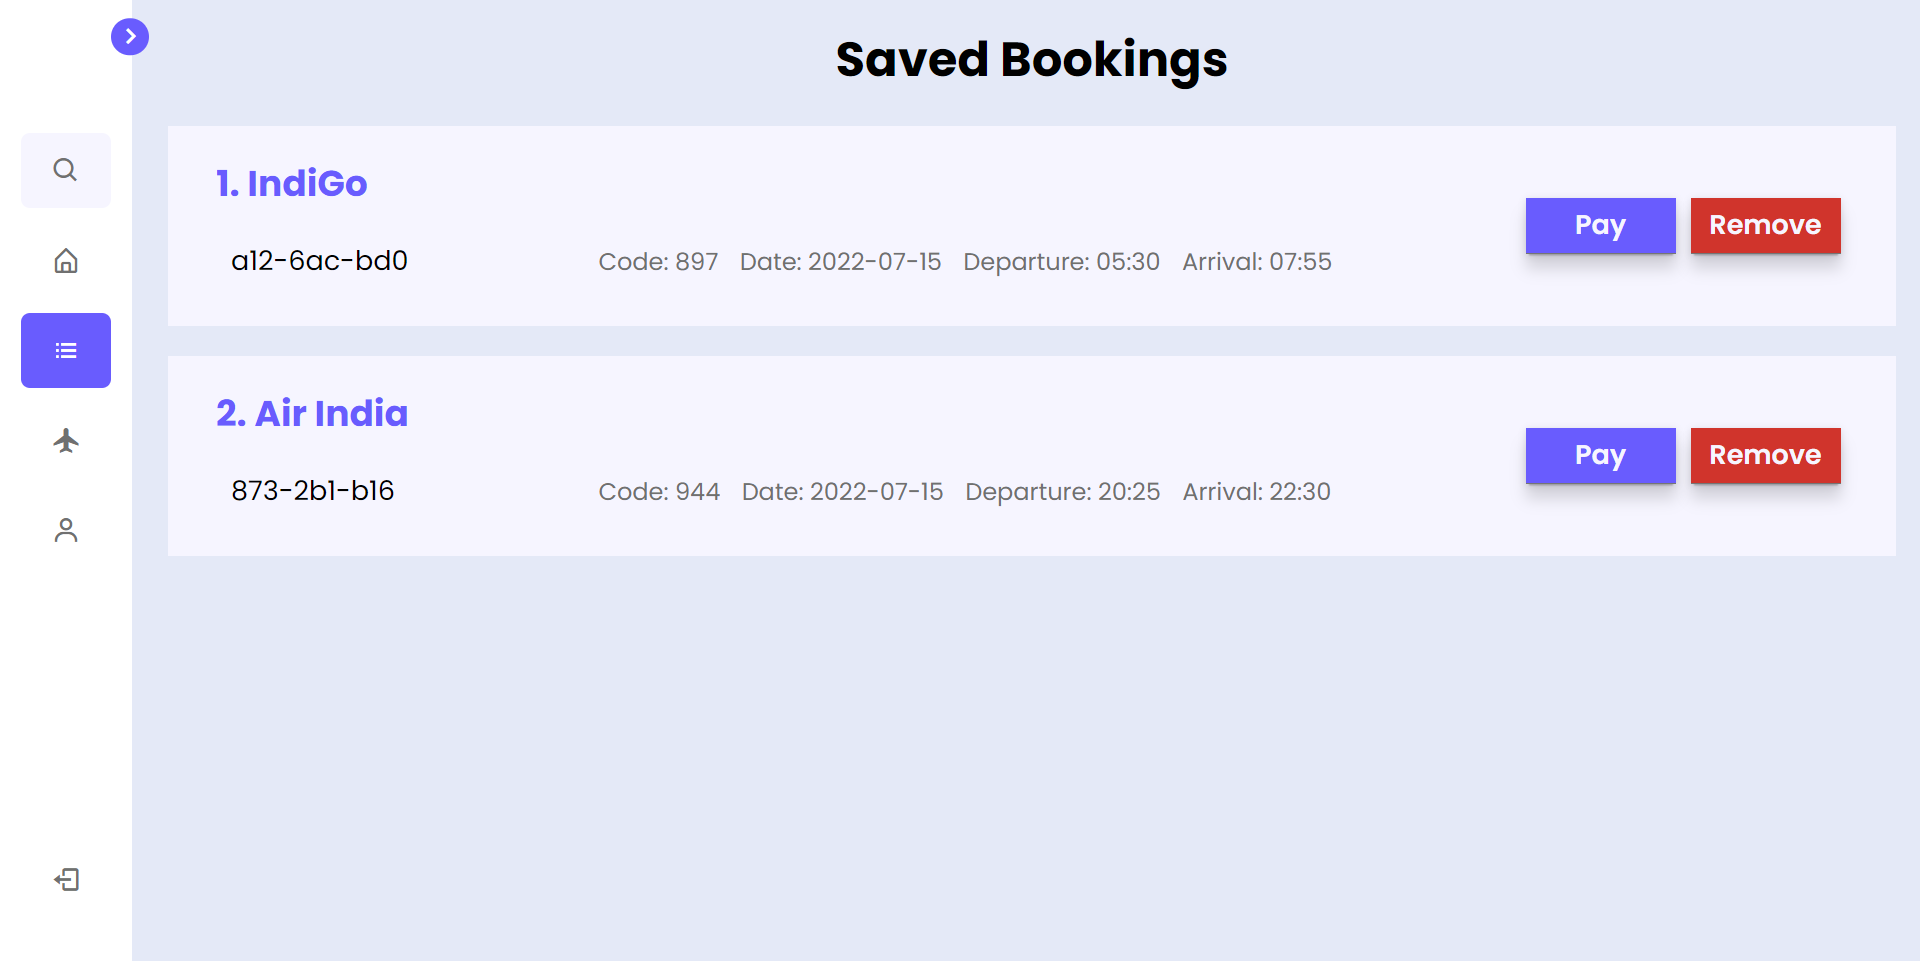 Saved Bookings
1. IndiGo
a12-6ac-bd0 Code: 897 Date: 2022-07-15 Departure: 05:30 Arrival: 07:55
Pay Remove
2. Air India
873-2b1-b16 Code: 944 Date: 2022-07-15 Departure: 20:25 Arrival: 22:30
Pay Remove